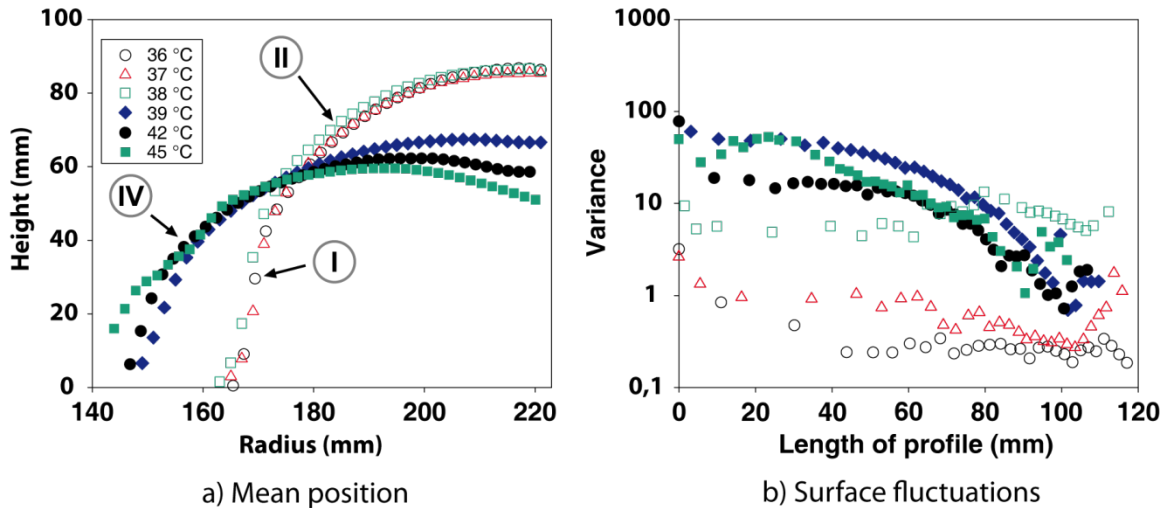 100
80
60
40
20
0
Height (mm)
36 °C
37 °C
38 °C
39 °C
42 °C
45 °C
II
IV
I
140 160 180 200 220
Radius (mm)
a) Mean position
1000
100
10
1
0,1
Variance
0 20 40 60 80 100 120
Length of profile (mm)
b) Surface fluctuations